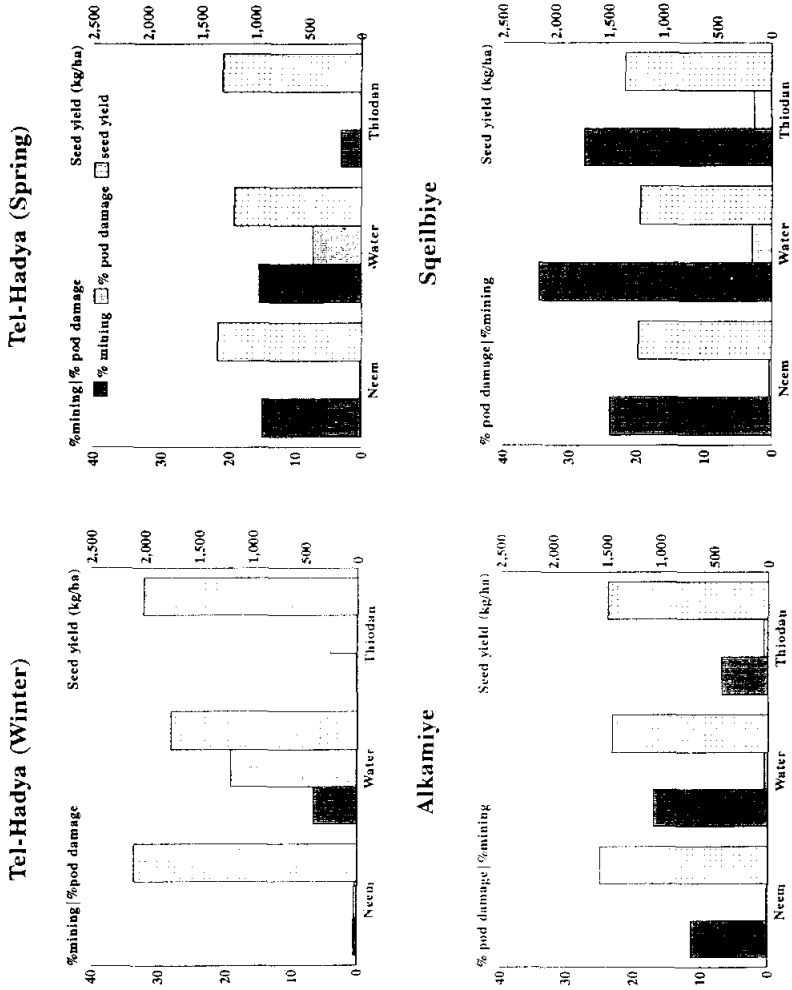 Tel-Hadya (Winter)
%mining|%pod damage
Seed yield (kg/ha)
40
30
20
10
0
2,500
2,000
1,500
1,000
500
0
Neem
Water
Thiodan
Tel-Hadya (Spring)
%mining|% pod damage
Seed yield (kg/ha)
% mining
% pod damage
seed yield
40
30
20
10
0
2,500
2,000
1,500
1,000
500
0
Neem
Water
Thiodan
Alkamiye
% pod damage|%mining
Seed yield (kg/ha)
40
30
20
10
0
2,500
2,000
1,500
1,000
500
0
Neem
Water
Thiodan
Sqeilbiye
% pod damage|%mining
Seed yield (kg/ha)
40
30
20
10
0
2,500
2,000
1,500
1,000
500
0
Neem
Water
Thiodan